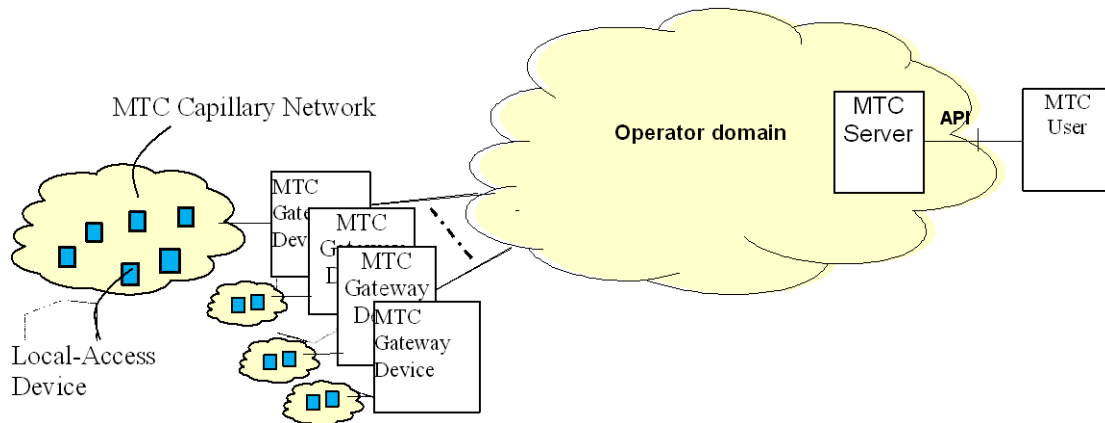 MTC Capillary Network
Operator domain
MTC
Server
API
MTC
User
MTC
Device
MTC
MTC
Gateway
MTC
Gateway
Device
Local-Access
Device